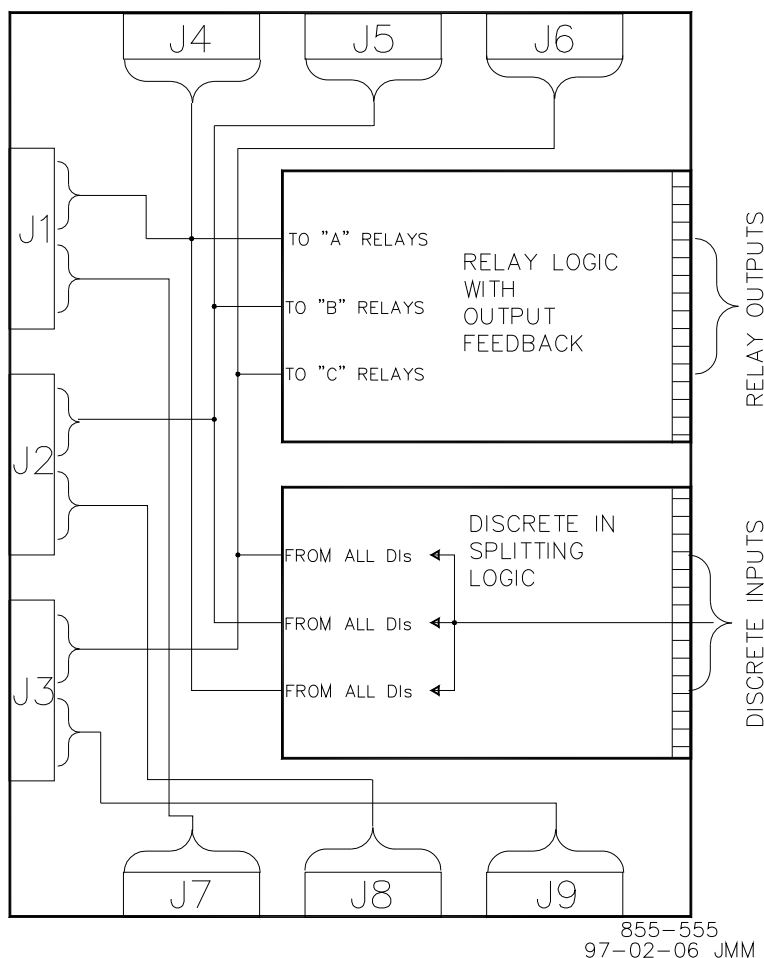 J4
J5
J6
J1
TO "A" RELAYS
TO "B" RELAYS
TO "C" RELAYS
RELAY LOGIC
WITH
OUTPUT
FEEDBACK
RELAY OUTPUTS
J2
DISCRETE IN
SPLITTING
LOGIC
FROM ALL DIs
FROM ALL DIs
FROM ALL DIs
DISCRETE INPUTS
J3
J7
J8
J9
855-555
97-02-06 JMM